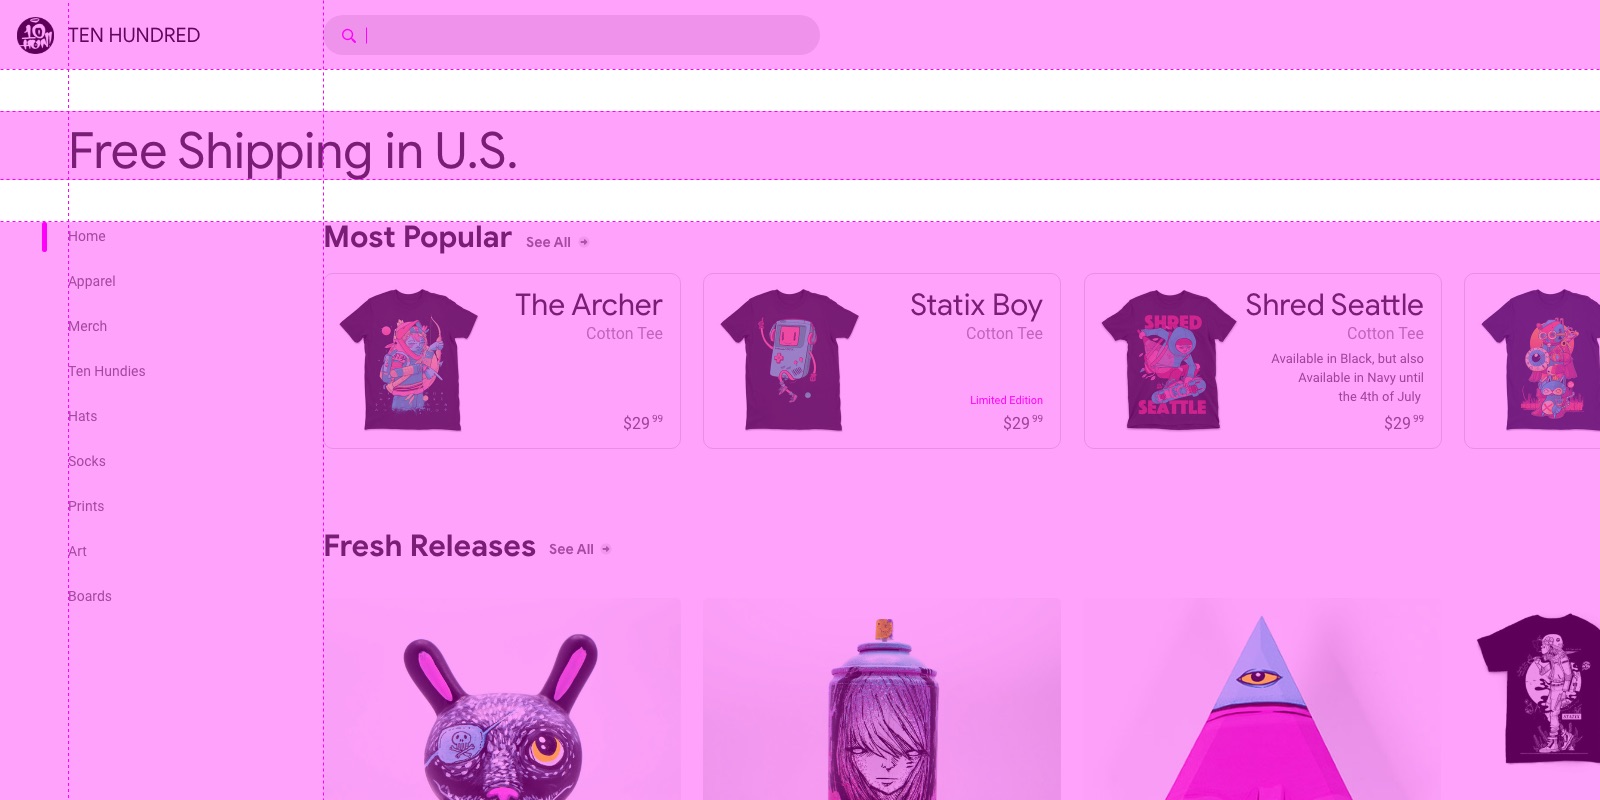 10
HUN
TEN HUNDRED
Free Shipping in U.S.
Home
Apparel
Merch
Ten Hundies
Hats
Socks
Prints
Art
Boards
Most Popular
See All
The Archer
Cotton Tee
$29 99
Statix Boy
Cotton Tee
Limited Edition
$29 99
SHRED
SEATTLE
Shred Seattle
Cotton Tee
Available in Black, but also
Available in Navy until
the 4th of July
$29 99
Fresh Releases
See All